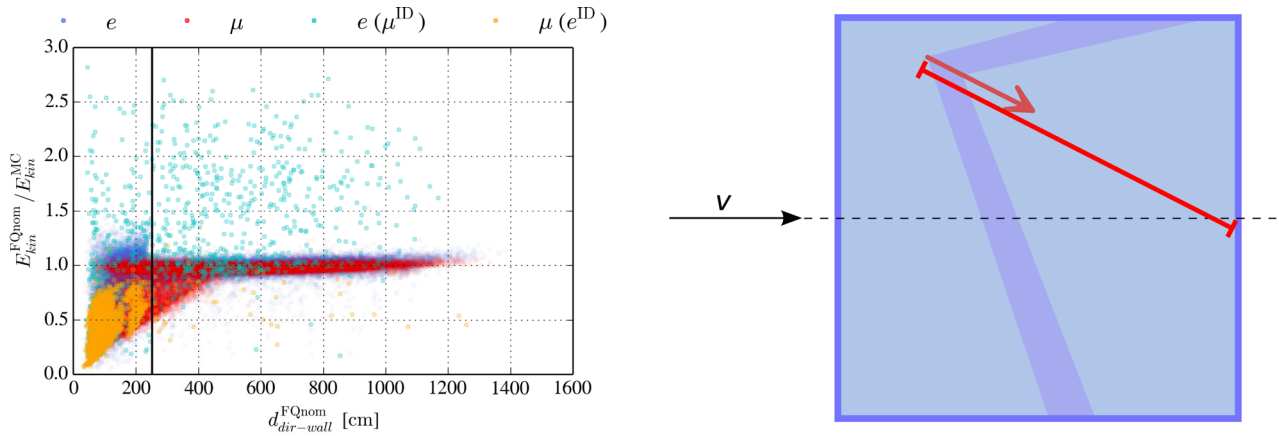 e μ e (μ^ID) μ (e^ID)
3.0
2.5
2.0
1.5
1.0
0.5
0.0
E_kin^FQnom / E_kin^MC
0 200 400 600 800 1000 1200 1400 1600
d_dir−wall^FQnom [cm]
v